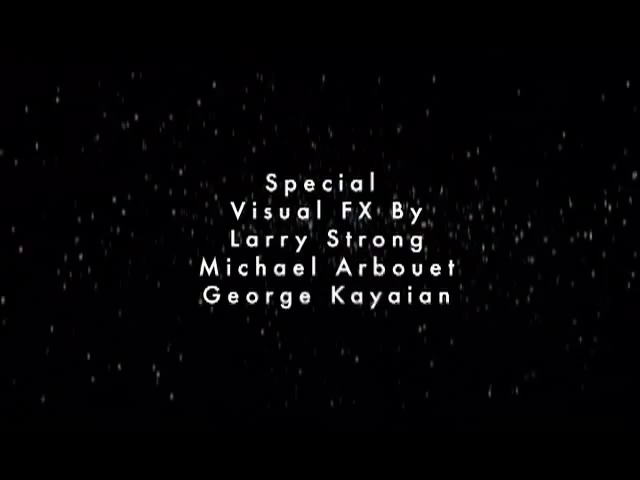 Special
Visual FX By
Larry Strong
Michael Arbouet
George Kayaian